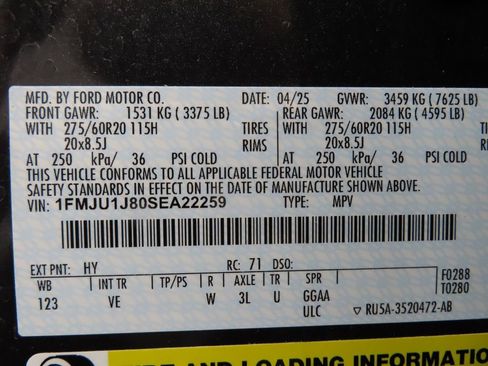 MFD. BY FORD MOTOR CO. DATE: 04/25 GVWR: 3459 KG ( 7625 LB)
FRONT GAWR: 1531 KG ( 3375 LB) REAR GAWR: 2084 KG ( 4595 LB)
WITH 275/60R20 115H TIRES WITH 275/60R20 115H
20x8.5J RIMS 20x8.5J
AT 250 kPa/ 36 PSI COLD AT 250 kPa/ 36 PSI COLD
THIS VEHICLE CONFORMS TO ALL APPLICABLE FEDERAL MOTOR VEHICLE
SAFETY STANDARDS IN EFFECT ON THE DATE OF MANUFACTURE SHOWN ABOVE.
VIN: 1FMJU1J80SEA22259 TYPE: MPV
EXT PNT: HY RC: 71 DSO: F0288
WB INT TR TP/PS R AXLE TR SPR T0280
123 VE W 3L U GGAA
ULC ▽ RU5A-3520472-AB
TIRE AND LOADING INFORMATION